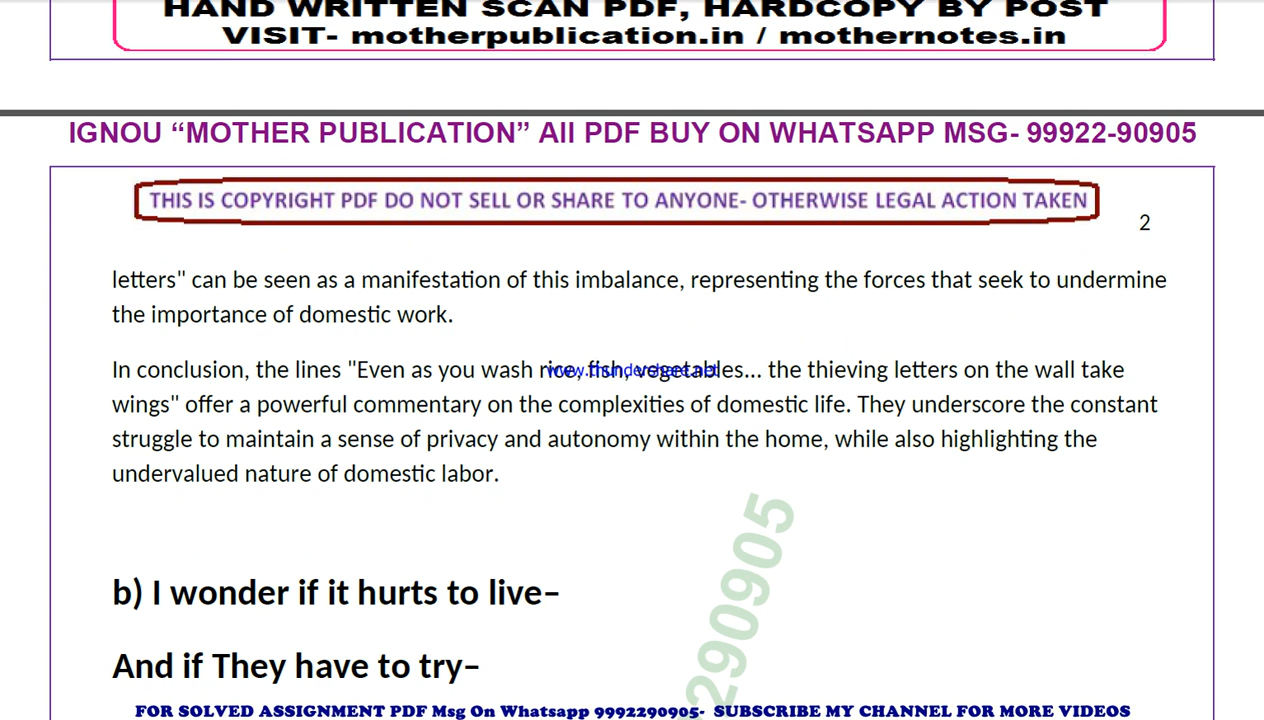 HAND WRITTEN SCAN PDF, HARDCOPY BY POST
VISIT- motherpublication.in / mothernotes.in
IGNOU “MOTHER PUBLICATION” All PDF BUY ON WHATSAPP MSG- 99922-90905
THIS IS COPYRIGHT PDF DO NOT SELL OR SHARE TO ANYONE- OTHERWISE LEGAL ACTION TAKEN
2
letters" can be seen as a manifestation of this imbalance, representing the forces that seek to undermine
the importance of domestic work.
In conclusion, the lines "Even as you wash rice, fish, vegetables... the thieving letters on the wall take
www.thundershare.net
wings" offer a powerful commentary on the complexities of domestic life. They underscore the constant
struggle to maintain a sense of privacy and autonomy within the home, while also highlighting the
undervalued nature of domestic labor.
290905
b) I wonder if it hurts to live–
And if They have to try–
FOR SOLVED ASSIGNMENT PDF Msg On Whatsapp 9992290905- SUBSCRIBE MY CHANNEL FOR MORE VIDEOS